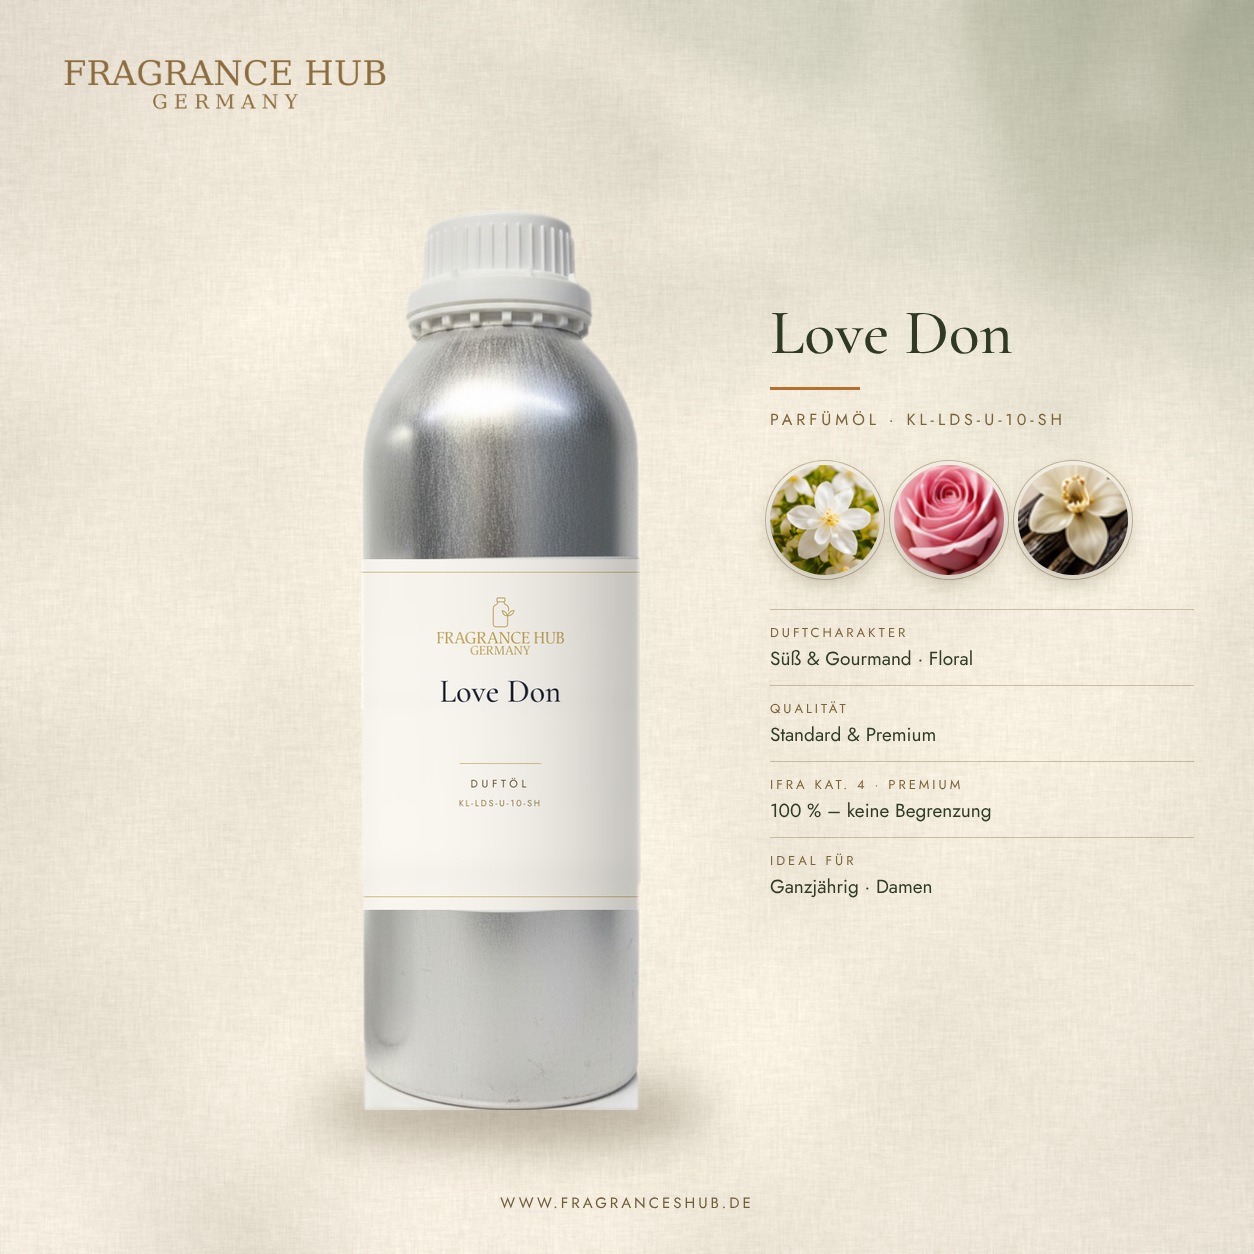 FRAGRANCE HUB
GERMANY
FRAGRANCE HUB
GERMANY
Love Don
DUFTÖL
KL-LDS-U-10-SH
Love Don
PARFÜMÖL · KL-LDS-U-10-SH
DUFTCHARAKTER
Süß & Gourmand · Floral
QUALITÄT
Standard & Premium
IFRA KAT. 4 · PREMIUM
100 % – keine Begrenzung
IDEAL FÜR
Ganzjährig · Damen
WWW.FRAGRANCESHUB.DE